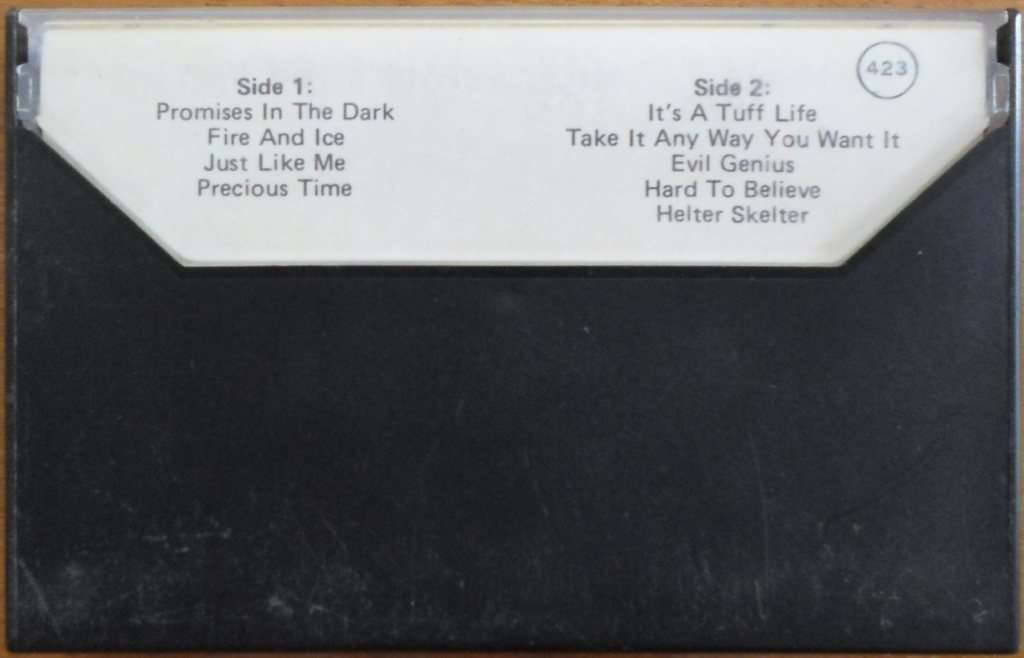 Side 1:
Promises In The Dark
Fire And Ice
Just Like Me
Precious Time
Side 2:
It's A Tuff Life
Take It Any Way You Want It
Evil Genius
Hard To Believe
Helter Skelter
423